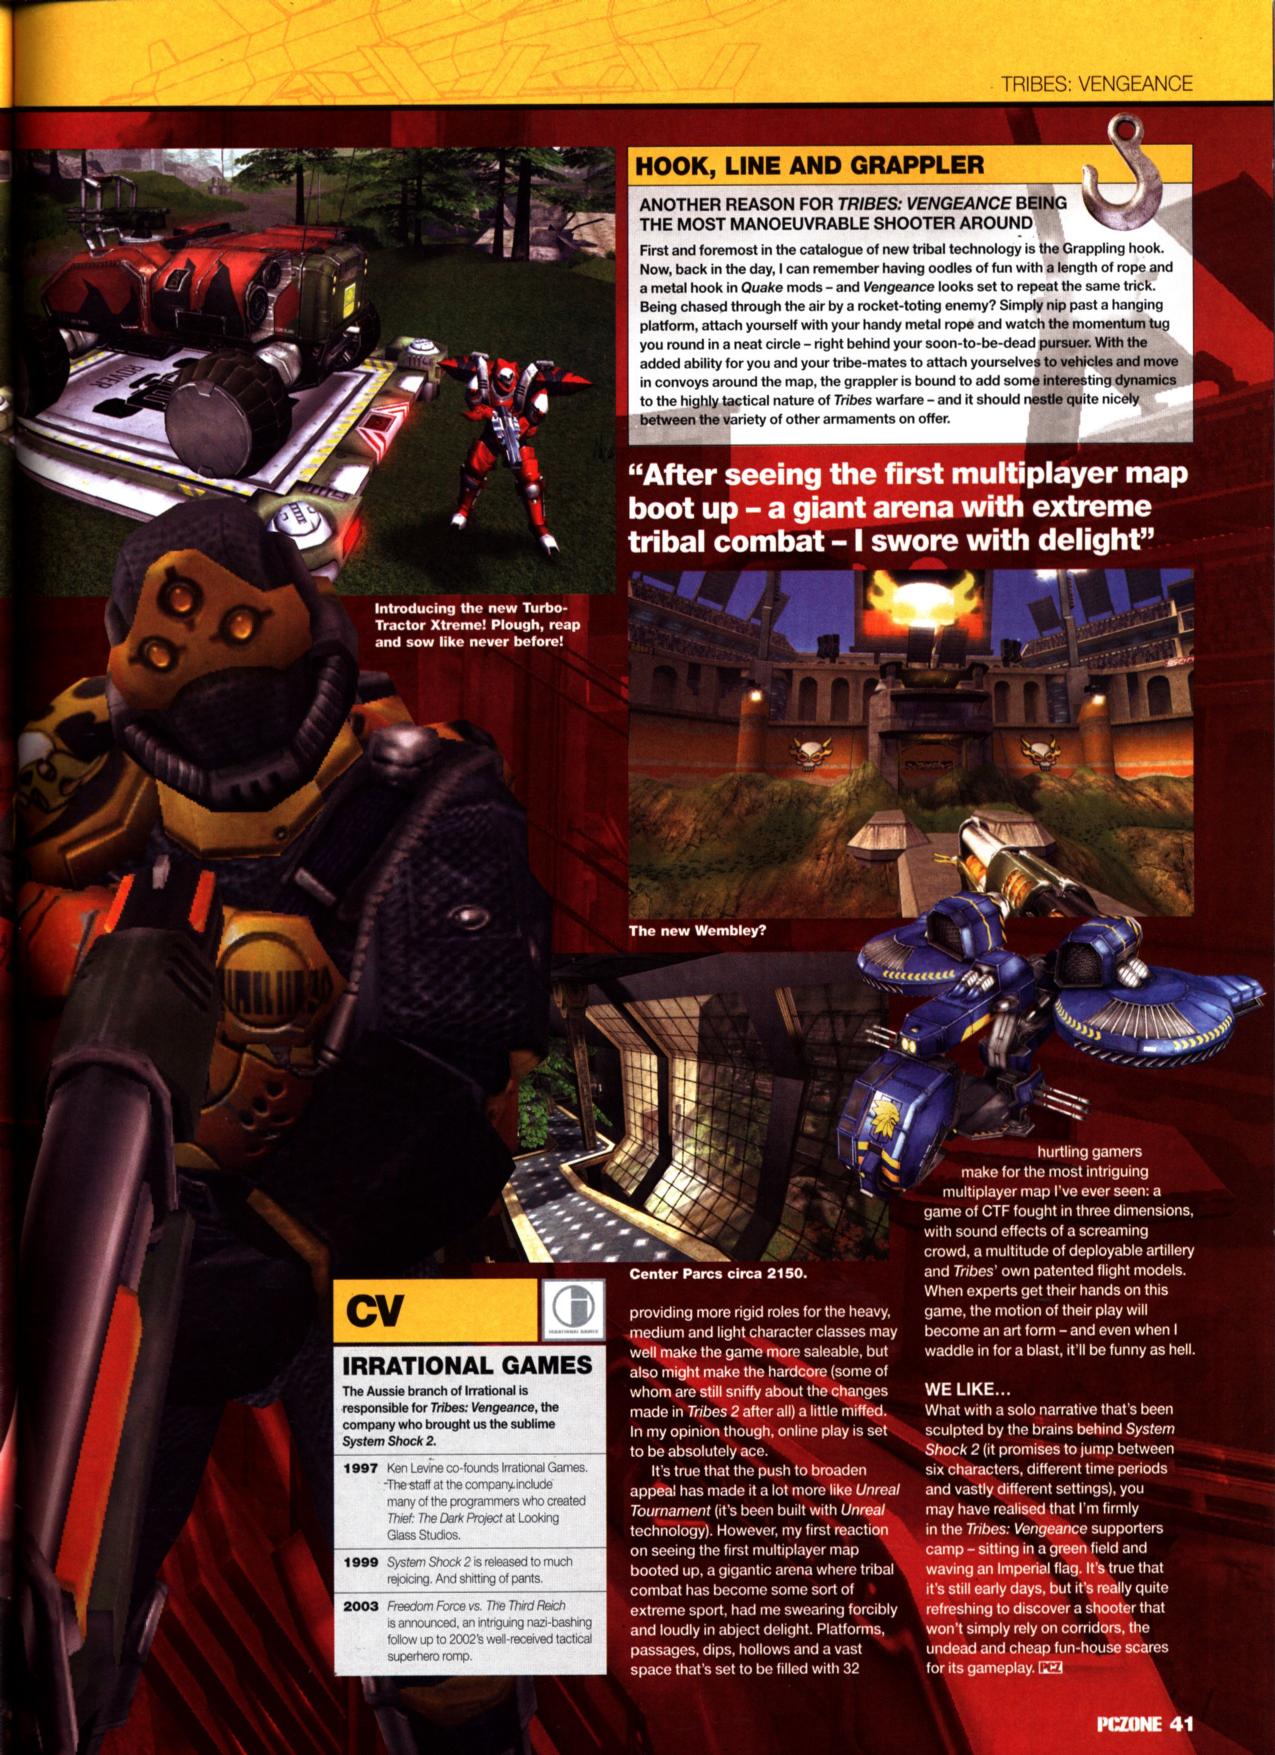 TRIBES: VENGEANCE
HOOK, LINE AND GRAPPLER
ANOTHER REASON FOR TRIBES: VENGEANCE BEING
THE MOST MANOEUVRABLE SHOOTER AROUND
First and foremost in the catalogue of new tribal technology is the Grappling hook.
Now, back in the day, I can remember having oodles of fun with a length of rope and
a metal hook in Quake mods – and Vengeance looks set to repeat the same trick.
Being chased through the air by a rocket-toting enemy? Simply nip past a hanging
platform, attach yourself with your handy metal rope and watch the momentum tug
you round in a neat circle – right behind your soon-to-be-dead pursuer. With the
added ability for you and your tribe-mates to attach yourselves to vehicles and move
in convoys around the map, the grappler is bound to add some interesting dynamics
to the highly tactical nature of Tribes warfare – and it should nestle quite nicely
between the variety of other armaments on offer.
“After seeing the first multiplayer map
boot up – a giant arena with extreme
tribal combat – I swore with delight”
ROVER
Introducing the new Turbo-
Tractor Xtreme! Plough, reap
and sow like never before!
The new Wembley?
Center Parcs circa 2150.
CV
IRRATIONAL GAMES
IRRATIONAL GAMES
The Aussie branch of Irrational is
responsible for Tribes: Vengeance, the
company who brought us the sublime
System Shock 2.
1997 Ken Levine co-founds Irrational Games.
The staff at the company include
many of the programmers who created
Thief: The Dark Project at Looking
Glass Studios.
1999 System Shock 2 is released to much
rejoicing. And shitting of pants.
2003 Freedom Force vs. The Third Reich
is announced, an intriguing nazi-bashing
follow up to 2002's well-received tactical
superhero romp.
providing more rigid roles for the heavy,
medium and light character classes may
well make the game more saleable, but
also might make the hardcore (some of
whom are still sniffy about the changes
made in Tribes 2 after all) a little miffed.
In my opinion though, online play is set
to be absolutely ace.
It's true that the push to broaden
appeal has made it a lot more like Unreal
Tournament (it's been built with Unreal
technology). However, my first reaction
on seeing the first multiplayer map
booted up, a gigantic arena where tribal
combat has become some sort of
extreme sport, had me swearing forcibly
and loudly in abject delight. Platforms,
passages, dips, hollows and a vast
space that's set to be filled with 32
hurtling gamers
make for the most intriguing
multiplayer map I've ever seen: a
game of CTF fought in three dimensions,
with sound effects of a screaming
crowd, a multitude of deployable artillery
and Tribes' own patented flight models.
When experts get their hands on this
game, the motion of their play will
become an art form – and even when I
waddle in for a blast, it'll be funny as hell.
WE LIKE...
What with a solo narrative that's been
sculpted by the brains behind System
Shock 2 (it promises to jump between
six characters, different time periods
and vastly different settings), you
may have realised that I'm firmly
in the Tribes: Vengeance supporters
camp – sitting in a green field and
waving an Imperial flag. It's true that
it's still early days, but it's really quite
refreshing to discover a shooter that
won't simply rely on corridors, the
undead and cheap fun-house scares
for its gameplay. PCZ
PCZONE 41